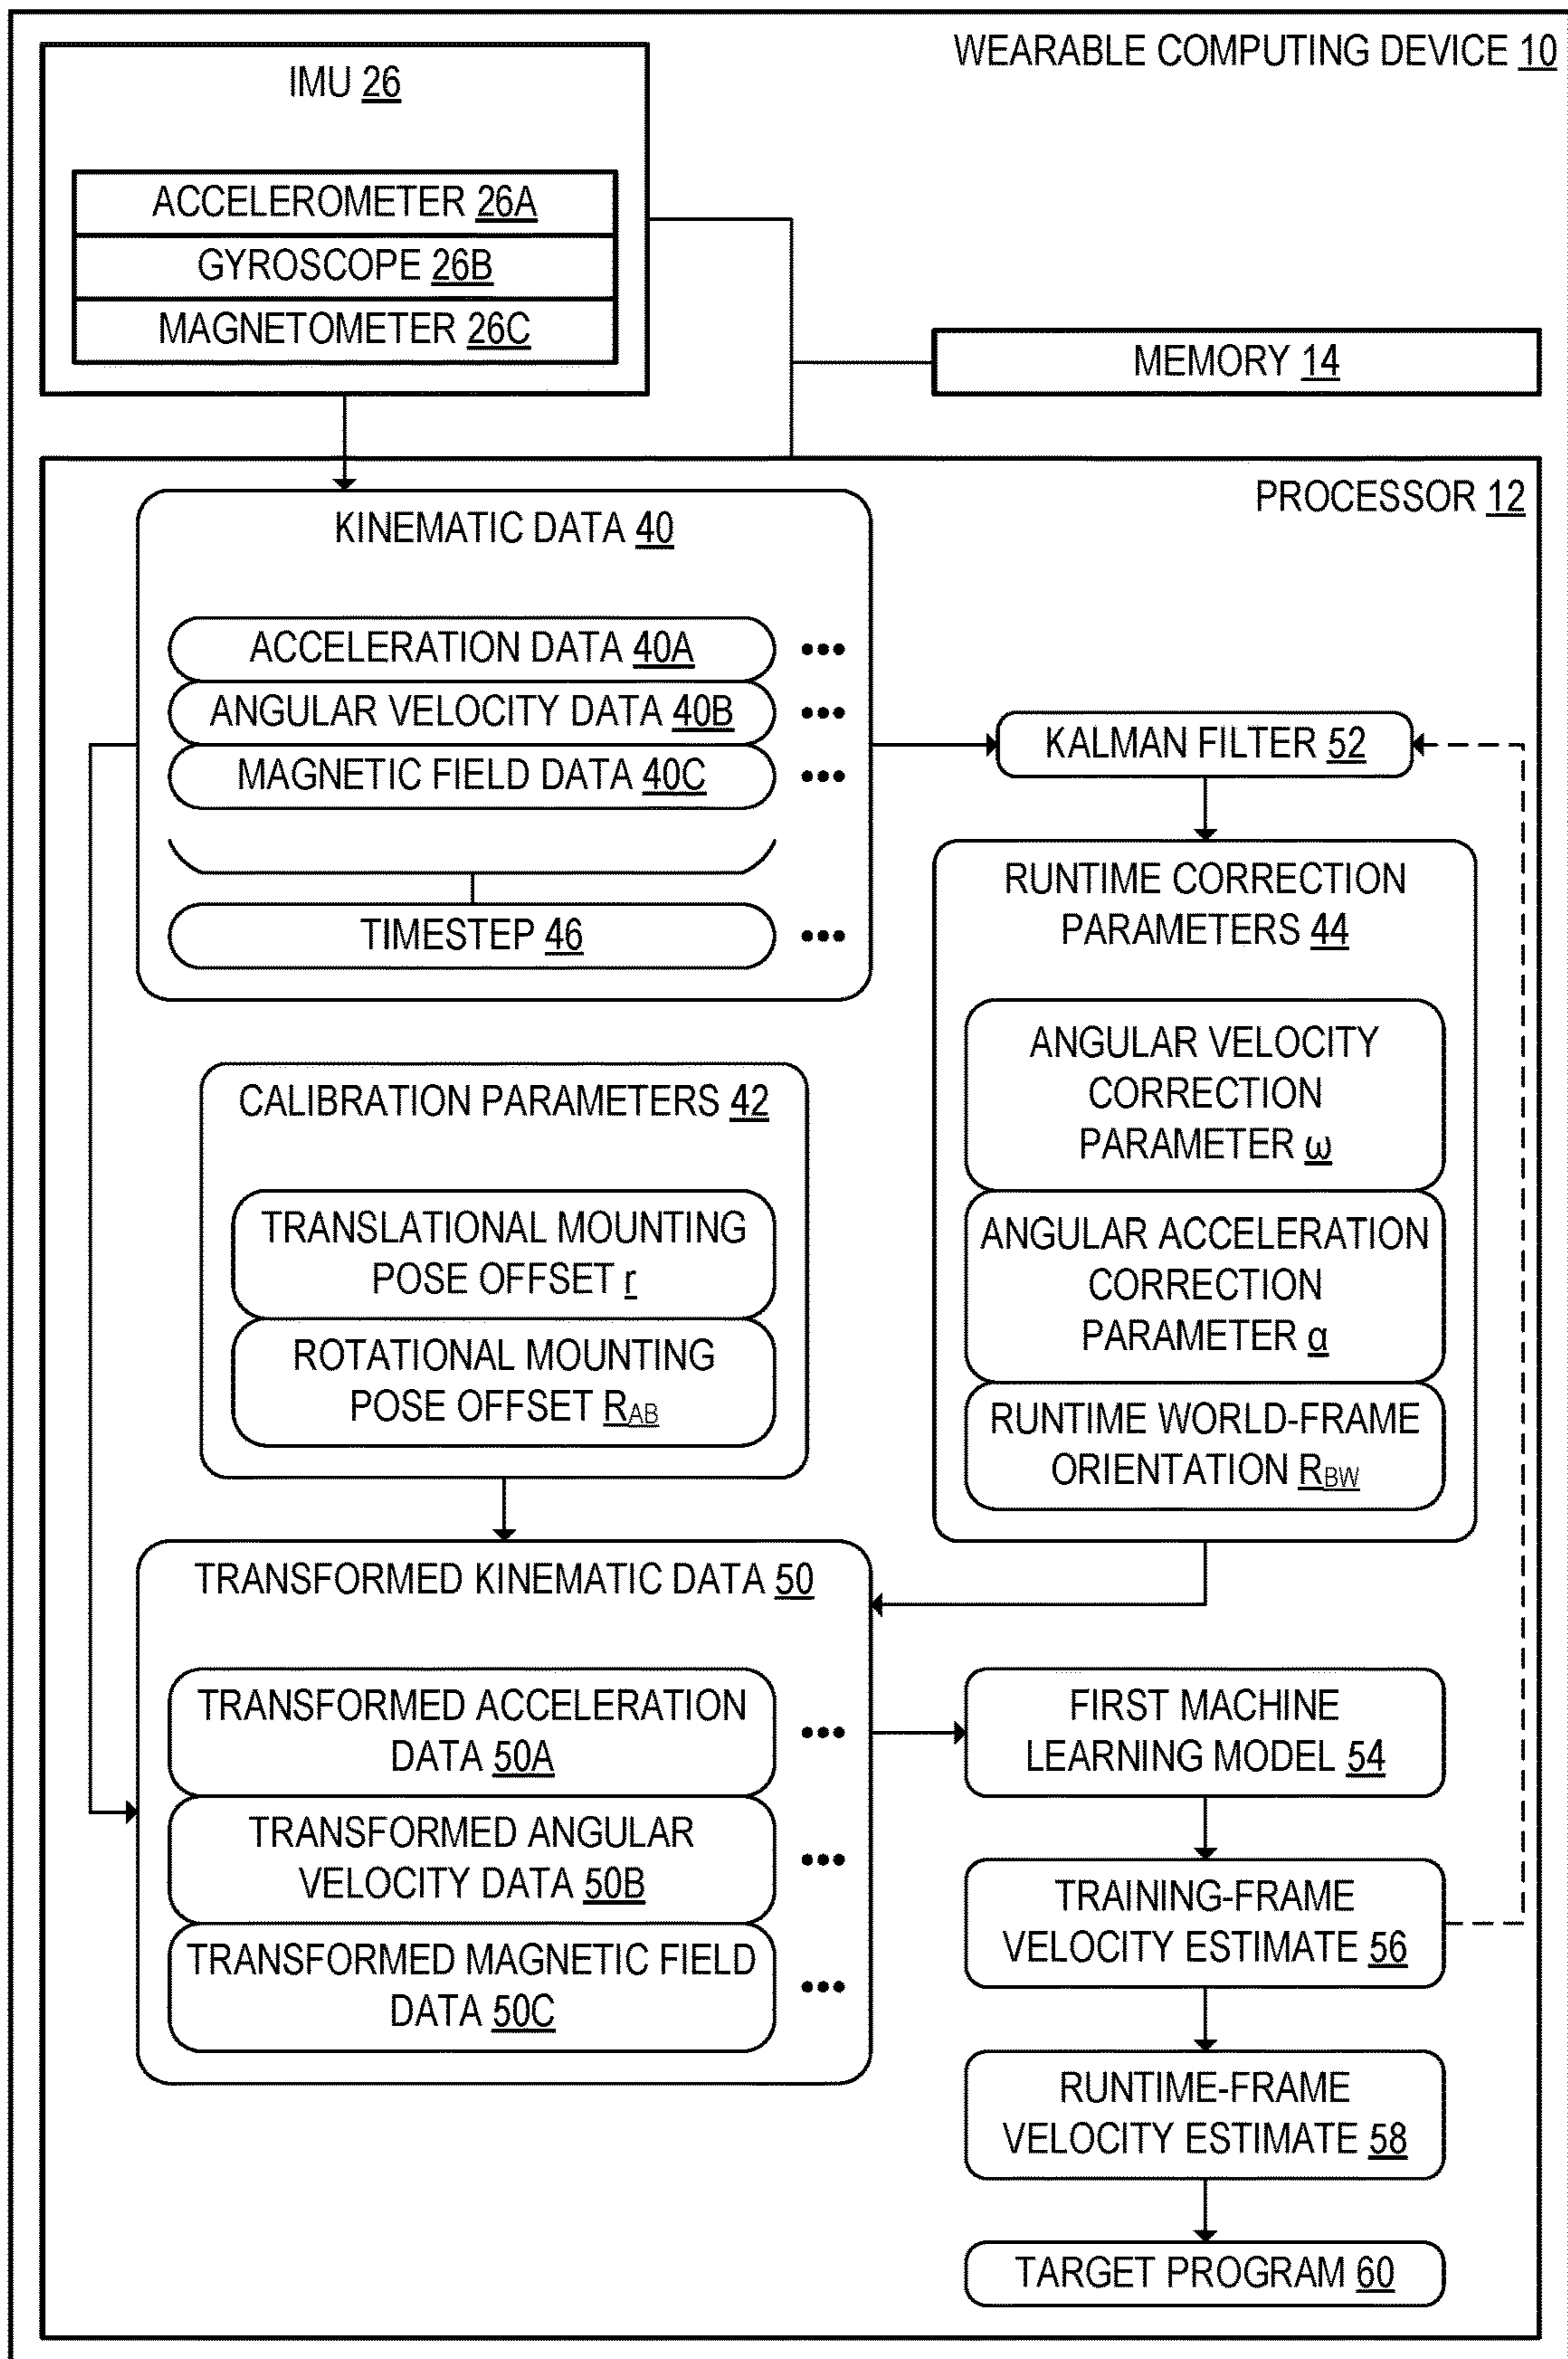 WEARABLE COMPUTING DEVICE 10
IMU 26
ACCELEROMETER 26A
GYROSCOPE 26B
MAGNETOMETER 26C
MEMORY 14
PROCESSOR 12
KINEMATIC DATA 40
ACCELERATION DATA 40A
ANGULAR VELOCITY DATA 40B
MAGNETIC FIELD DATA 40C
TIMESTEP 46
KALMAN FILTER 52
RUNTIME CORRECTION
PARAMETERS 44
ANGULAR VELOCITY
CORRECTION
PARAMETER ω
ANGULAR ACCELERATION
CORRECTION
PARAMETER α
RUNTIME WORLD-FRAME
ORIENTATION RBW
CALIBRATION PARAMETERS 42
TRANSLATIONAL MOUNTING
POSE OFFSET r
ROTATIONAL MOUNTING
POSE OFFSET RAB
TRANSFORMED KINEMATIC DATA 50
TRANSFORMED ACCELERATION
DATA 50A
TRANSFORMED ANGULAR
VELOCITY DATA 50B
TRANSFORMED MAGNETIC FIELD
DATA 50C
FIRST MACHINE
LEARNING MODEL 54
TRAINING-FRAME
VELOCITY ESTIMATE 56
RUNTIME-FRAME
VELOCITY ESTIMATE 58
TARGET PROGRAM 60